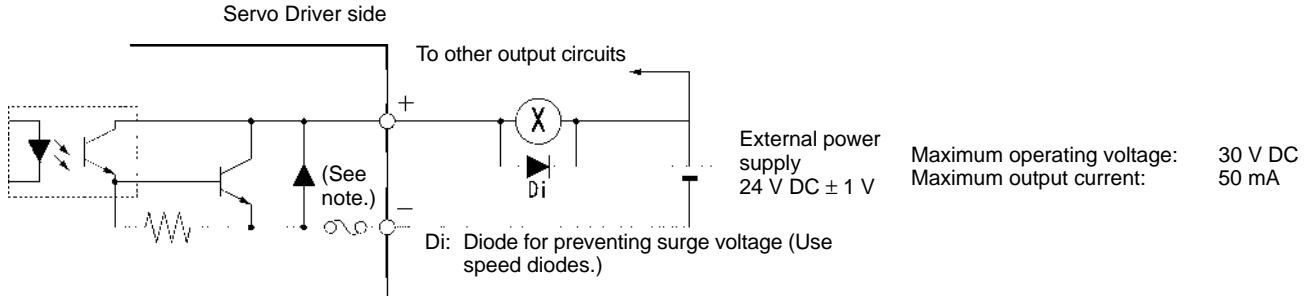 Servo Driver side
To other output circuits
+
X
Di
(See
note.)
−
External power
supply
24 V DC ± 1 V
Maximum operating voltage: 30 V DC
Maximum output current: 50 mA
Di: Diode for preventing surge voltage (Use
speed diodes.)